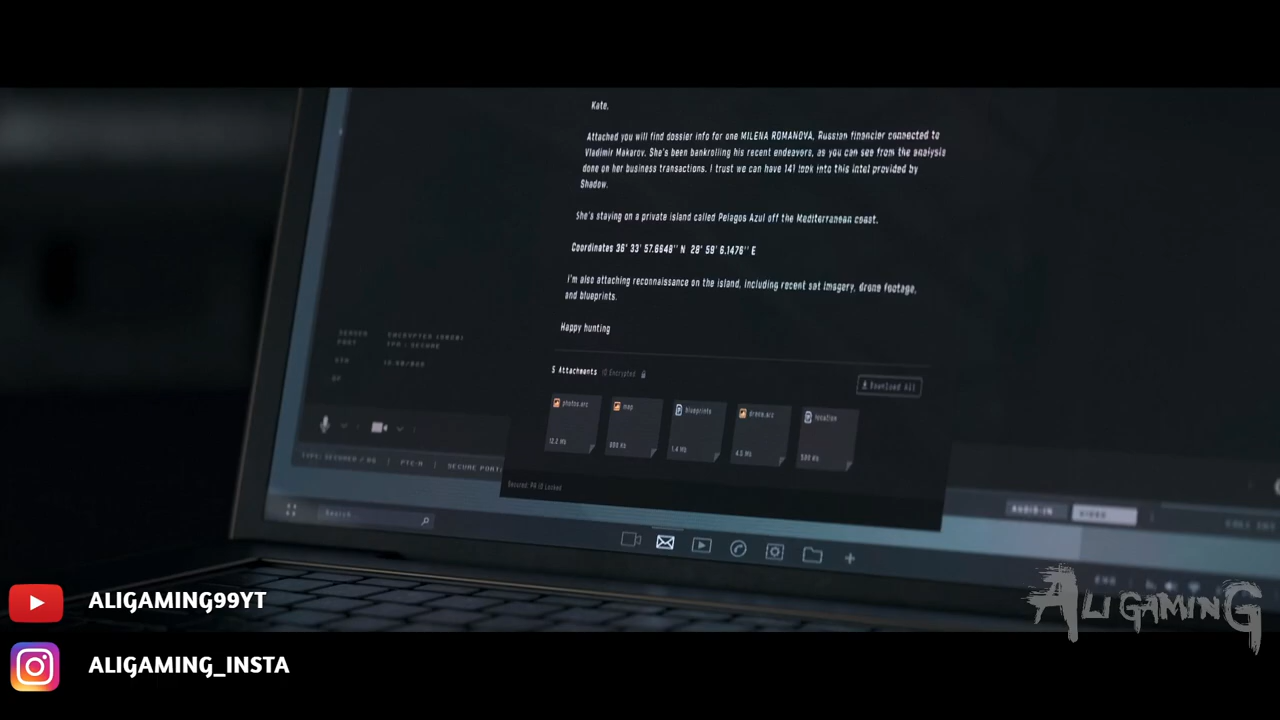 Kate,
Attached you will find dossier info for one MILENA ROMANOVA, Russian financier connected to
Vladimir Makarov. She's been bankrolling his recent endeavors, as you can see from the analysis
done on her business transactions. I trust we can have 141 look into this intel provided by
Shadow.
She's staying on a private island called Pelagos Azul off the Mediterranean coast.
Coordinates 36° 33' 57.6648'' N 28° 59' 6.1476'' E
I'm also attaching reconnaissance on the island, including recent sat imagery, drone footage,
and blueprints.
Happy hunting
5 Attachments Encrypted
Download All
photos.arc map blueprints drone.arc location
12.2 Mb 1.4 Mb 4.5 Mb
SECURE PORT:
Search
ALIGAMING99YT
ALIGAMING_INSTA
ALI GAMING